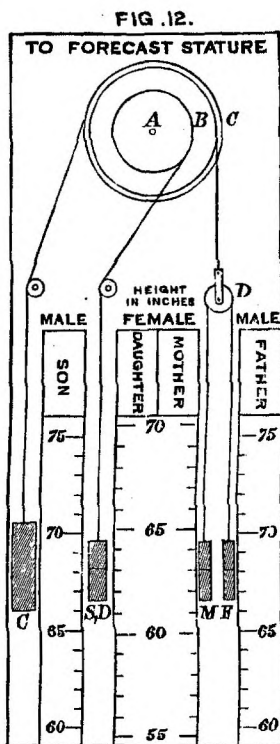 FIG.12.
TO FORECAST STATURE
A B C
D
HEIGHT
IN INCHES
MALE FEMALE MALE
SON DAUGHTER MOTHER FATHER
75 70 75
70 65 70
C S,D M F
65 60 65
60 55 60